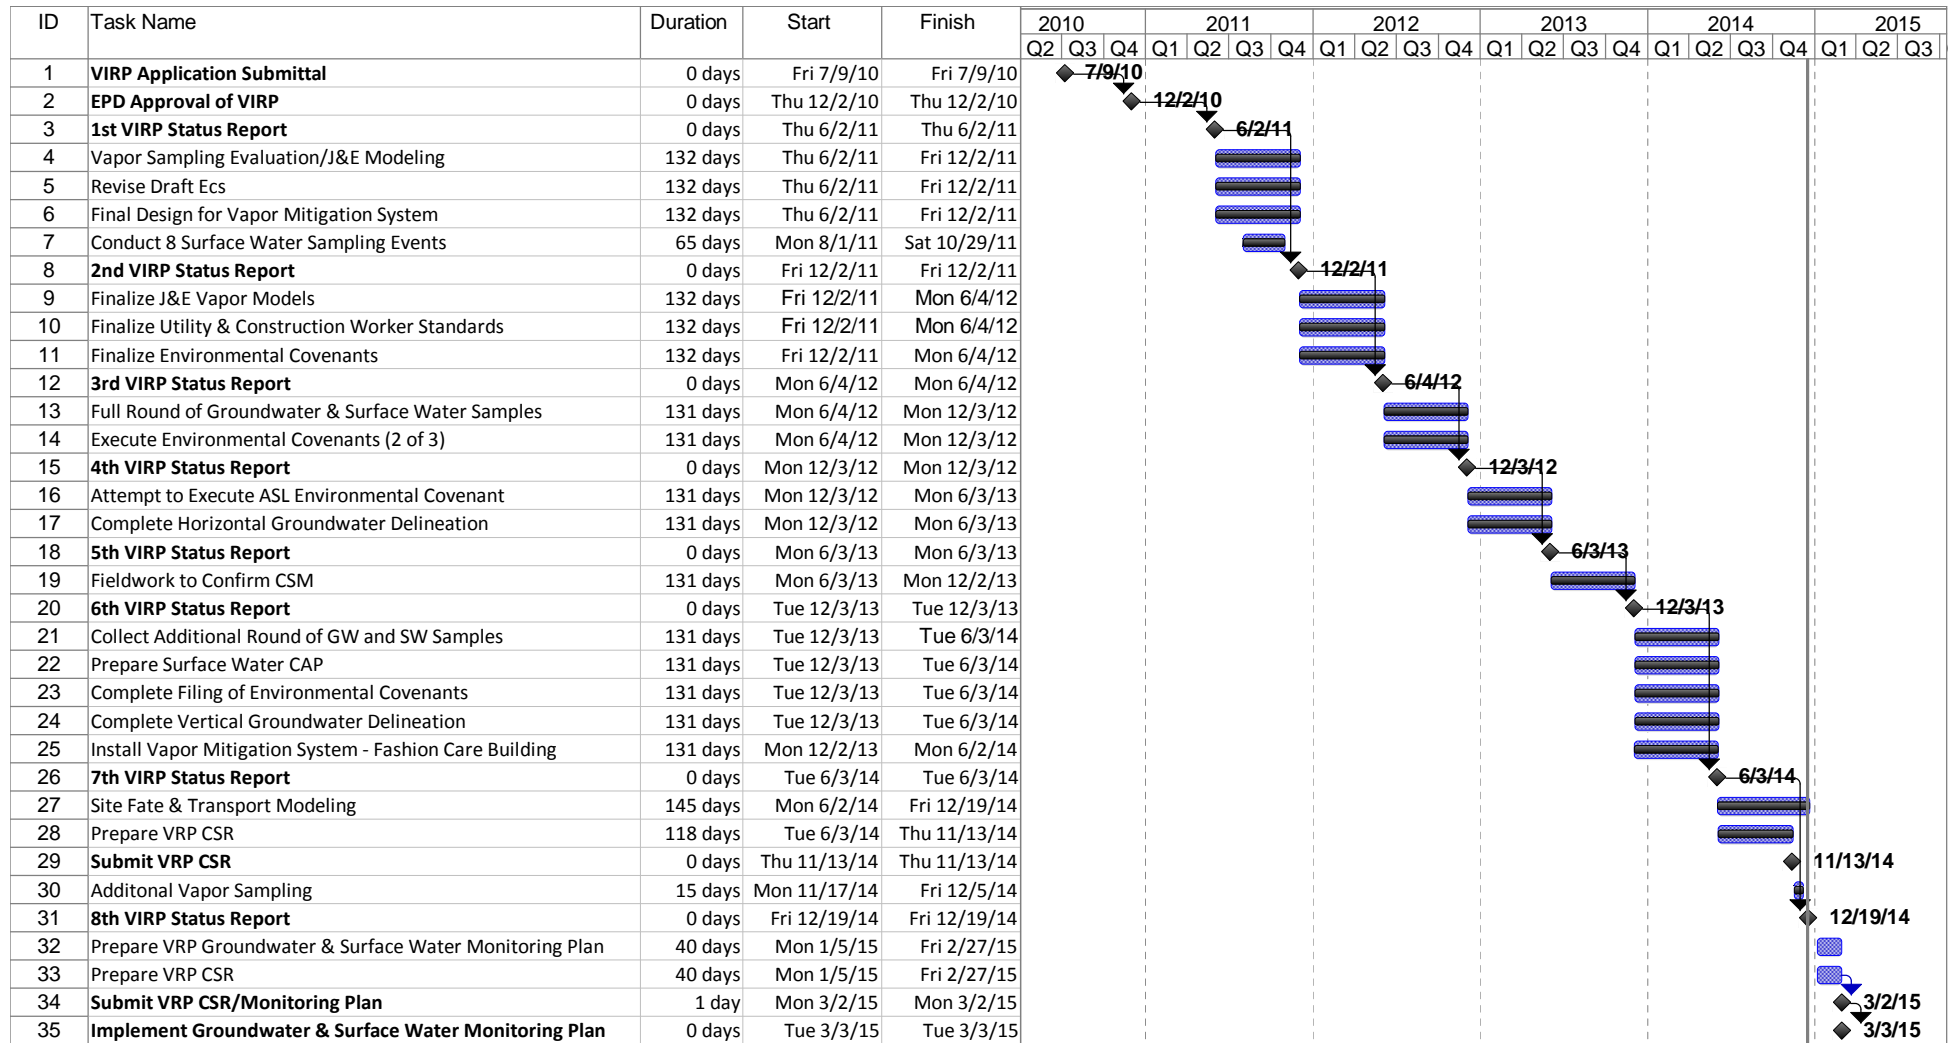 ID Task Name Duration Start Finish 2010 2011 2012 2013 2014 2015
Q2 Q3 Q4 Q1 Q2 Q3 Q4 Q1 Q2 Q3 Q4 Q1 Q2 Q3 Q4 Q1 Q2 Q3 Q4 Q1 Q2 Q3
1 VIRP Application Submittal 0 days Fri 7/9/10 Fri 7/9/10 7/9/10
2 EPD Approval of VIRP 0 days Thu 12/2/10 Thu 12/2/10 12/2/10
3 1st VIRP Status Report 0 days Thu 6/2/11 Thu 6/2/11 6/2/11
4 Vapor Sampling Evaluation/J&E Modeling 132 days Thu 6/2/11 Fri 12/2/11
5 Revise Draft Ecs 132 days Thu 6/2/11 Fri 12/2/11
6 Final Design for Vapor Mitigation System 132 days Thu 6/2/11 Fri 12/2/11
7 Conduct 8 Surface Water Sampling Events 65 days Mon 8/1/11 Sat 10/29/11
8 2nd VIRP Status Report 0 days Fri 12/2/11 Fri 12/2/11 12/2/11
9 Finalize J&E Vapor Models 132 days Fri 12/2/11 Mon 6/4/12
10 Finalize Utility & Construction Worker Standards 132 days Fri 12/2/11 Mon 6/4/12
11 Finalize Environmental Covenants 132 days Fri 12/2/11 Mon 6/4/12
12 3rd VIRP Status Report 0 days Mon 6/4/12 Mon 6/4/12 6/4/12
13 Full Round of Groundwater & Surface Water Samples 131 days Mon 6/4/12 Mon 12/3/12
14 Execute Environmental Covenants (2 of 3) 131 days Mon 6/4/12 Mon 12/3/12
15 4th VIRP Status Report 0 days Mon 12/3/12 Mon 12/3/12 12/3/12
16 Attempt to Execute ASL Environmental Covenant 131 days Mon 12/3/12 Mon 6/3/13
17 Complete Horizontal Groundwater Delineation 131 days Mon 12/3/12 Mon 6/3/13
18 5th VIRP Status Report 0 days Mon 6/3/13 Mon 6/3/13 6/3/13
19 Fieldwork to Confirm CSM 131 days Mon 6/3/13 Mon 12/2/13
20 6th VIRP Status Report 0 days Tue 12/3/13 Tue 12/3/13 12/3/13
21 Collect Additional Round of GW and SW Samples 131 days Tue 12/3/13 Tue 6/3/14
22 Prepare Surface Water CAP 131 days Tue 12/3/13 Tue 6/3/14
23 Complete Filing of Environmental Covenants 131 days Tue 12/3/13 Tue 6/3/14
24 Complete Vertical Groundwater Delineation 131 days Tue 12/3/13 Tue 6/3/14
25 Install Vapor Mitigation System - Fashion Care Building 131 days Mon 12/2/13 Mon 6/2/14
26 7th VIRP Status Report 0 days Tue 6/3/14 Tue 6/3/14 6/3/14
27 Site Fate & Transport Modeling 145 days Mon 6/2/14 Fri 12/19/14
28 Prepare VRP CSR 118 days Tue 6/3/14 Thu 11/13/14
29 Submit VRP CSR 0 days Thu 11/13/14 Thu 11/13/14 11/13/14
30 Additonal Vapor Sampling 15 days Mon 11/17/14 Fri 12/5/14
31 8th VIRP Status Report 0 days Fri 12/19/14 Fri 12/19/14 12/19/14
32 Prepare VRP Groundwater & Surface Water Monitoring Plan 40 days Mon 1/5/15 Fri 2/27/15
33 Prepare VRP CSR 40 days Mon 1/5/15 Fri 2/27/15
34 Submit VRP CSR/Monitoring Plan 1 day Mon 3/2/15 Mon 3/2/15 3/2/15
35 Implement Groundwater & Surface Water Monitoring Plan 0 days Tue 3/3/15 Tue 3/3/15 3/3/15